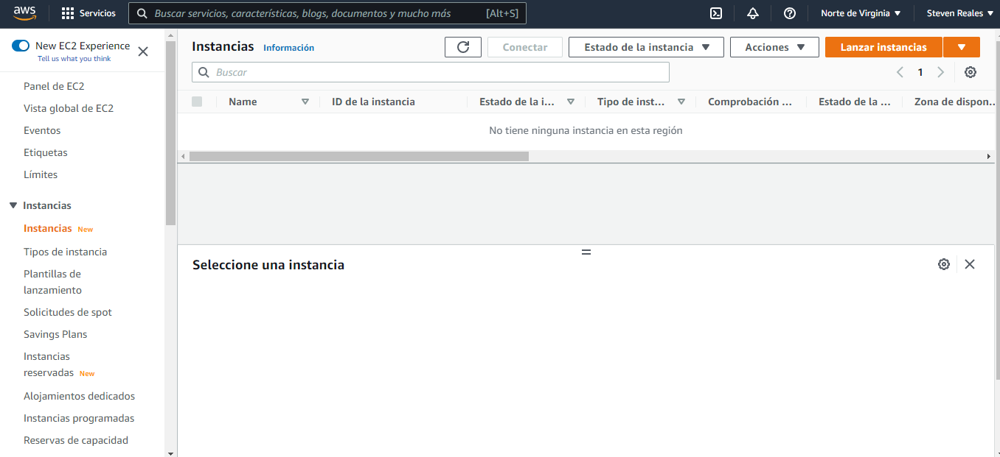 aws
Servicios
Buscar servicios, características, blogs, documentos y mucho más [Alt+S]
Norte de Virginia
Steven Reales
New EC2 Experience
Tell us what you think
Panel de EC2
Vista global de EC2
Eventos
Etiquetas
Límites
Instancias
Instancias New
Tipos de instancia
Plantillas de
lanzamiento
Solicitudes de spot
Savings Plans
Instancias
reservadas New
Alojamientos dedicados
Instancias programadas
Reservas de capacidad
Instancias Información
Conectar
Estado de la instancia
Acciones
Lanzar instancias
Buscar
1
Name
ID de la instancia
Estado de la i...
Tipo de inst...
Comprobación ...
Estado de la ...
Zona de dispon...
No tiene ninguna instancia en esta región
Seleccione una instancia